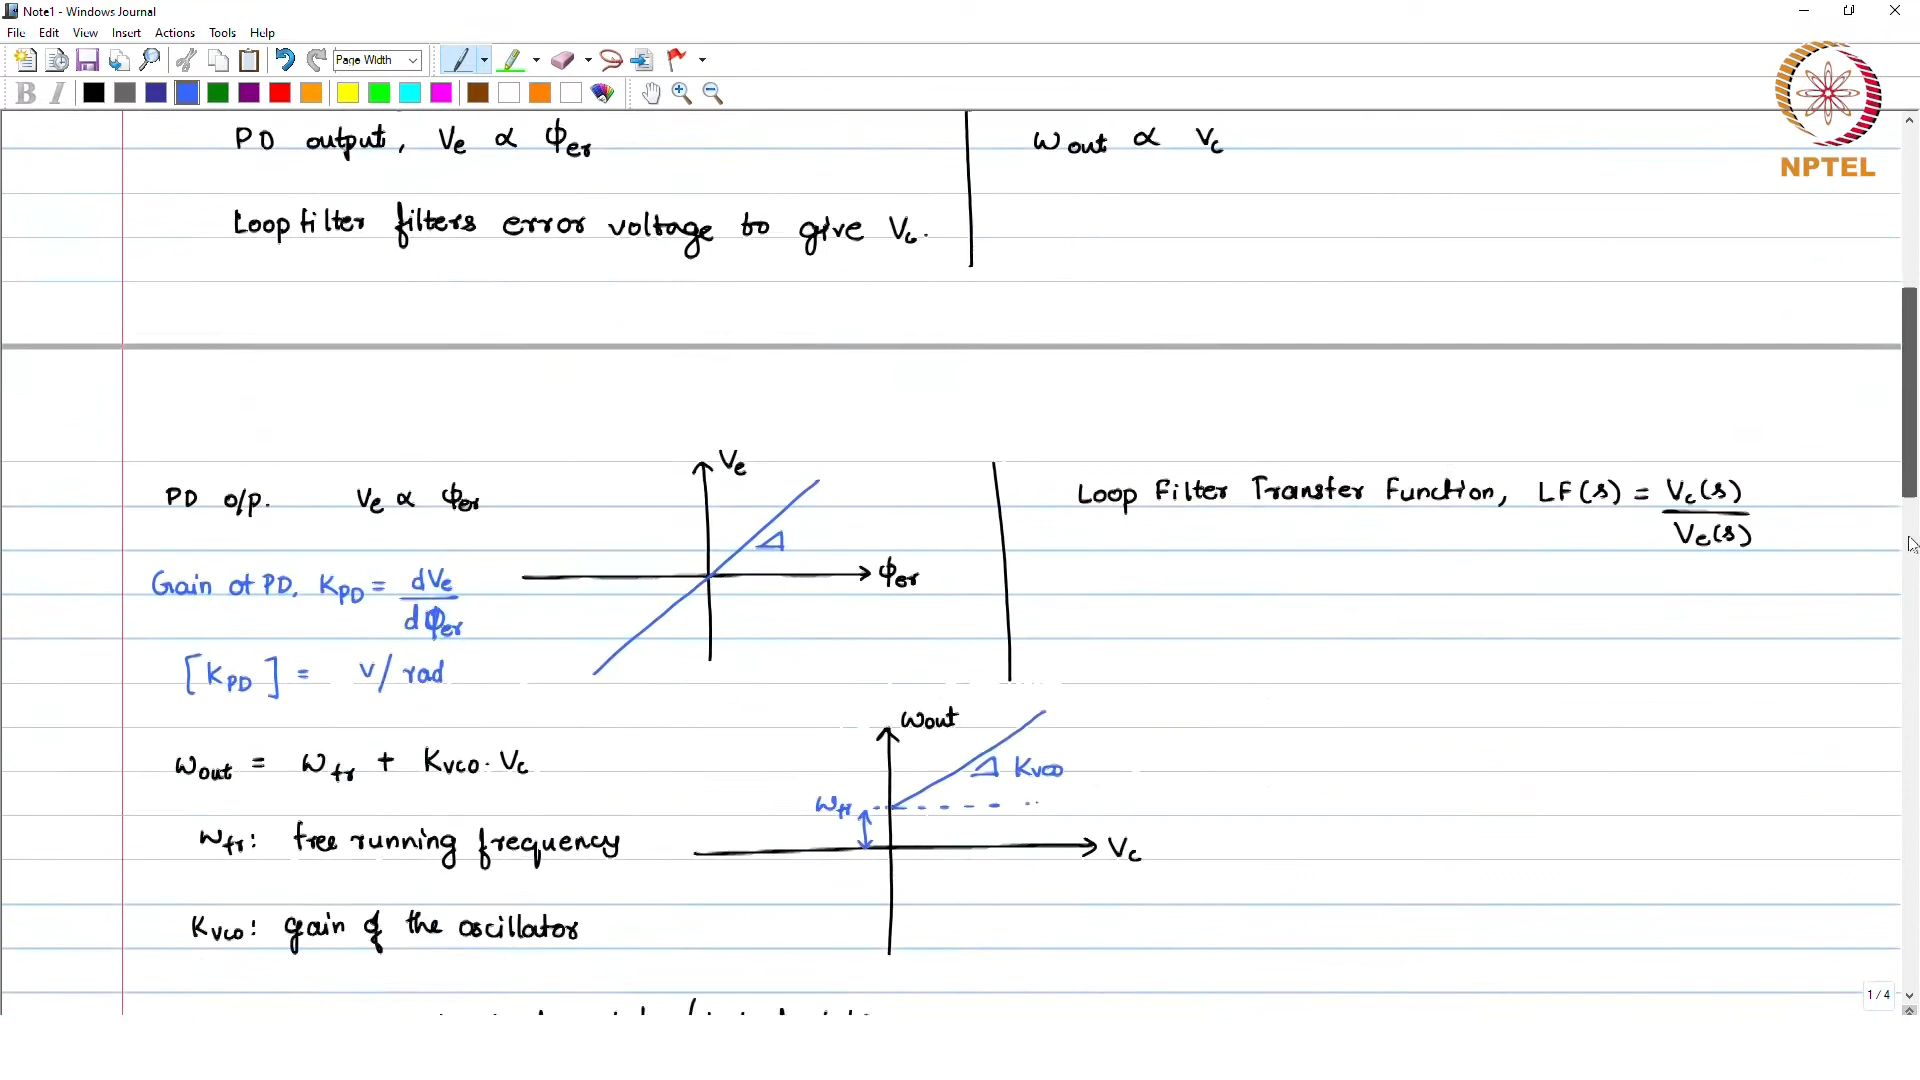 Note1 - Windows Journal
File Edit View Insert Actions Tools Help
Page Width
NPTEL
PD output, Ve ∝ Φer
ωout ∝ Vc
Loop filter filters error voltage to give Vc.
Ve
PD o/p. Ve ∝ Φer
Loop Filter Transfer Function, LF(s) = Vc(s) / Ve(s)
Φer
Gain of PD, KPD = dVe / dΦer
[KPD] = V/rad
ωout
ωout = ωfr + Kvco. Vc
Kvco
ωfr
ωfr: free running frequency
Vc
Kvco: gain of the oscillator
1 / 4